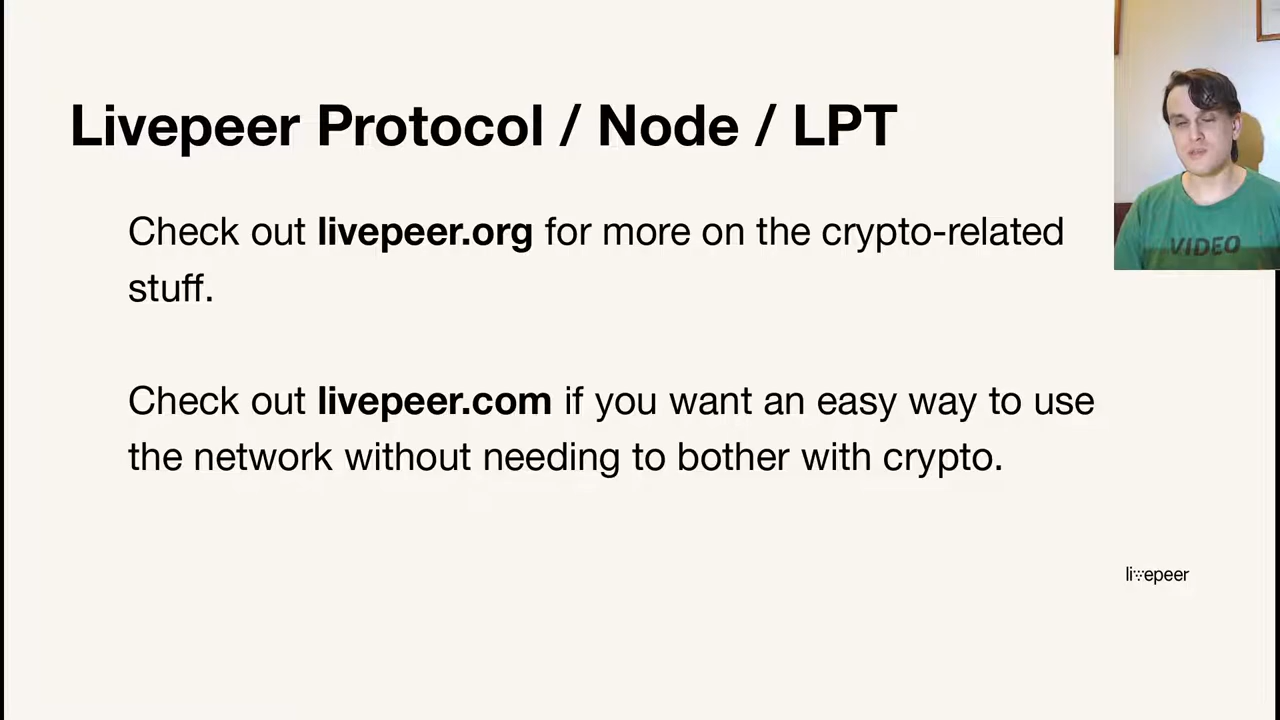 Livepeer Protocol / Node / LPT
Check out livepeer.org for more on the crypto-related
stuff.
Check out livepeer.com if you want an easy way to use
the network without needing to bother with crypto.
VIDEO
livepeer